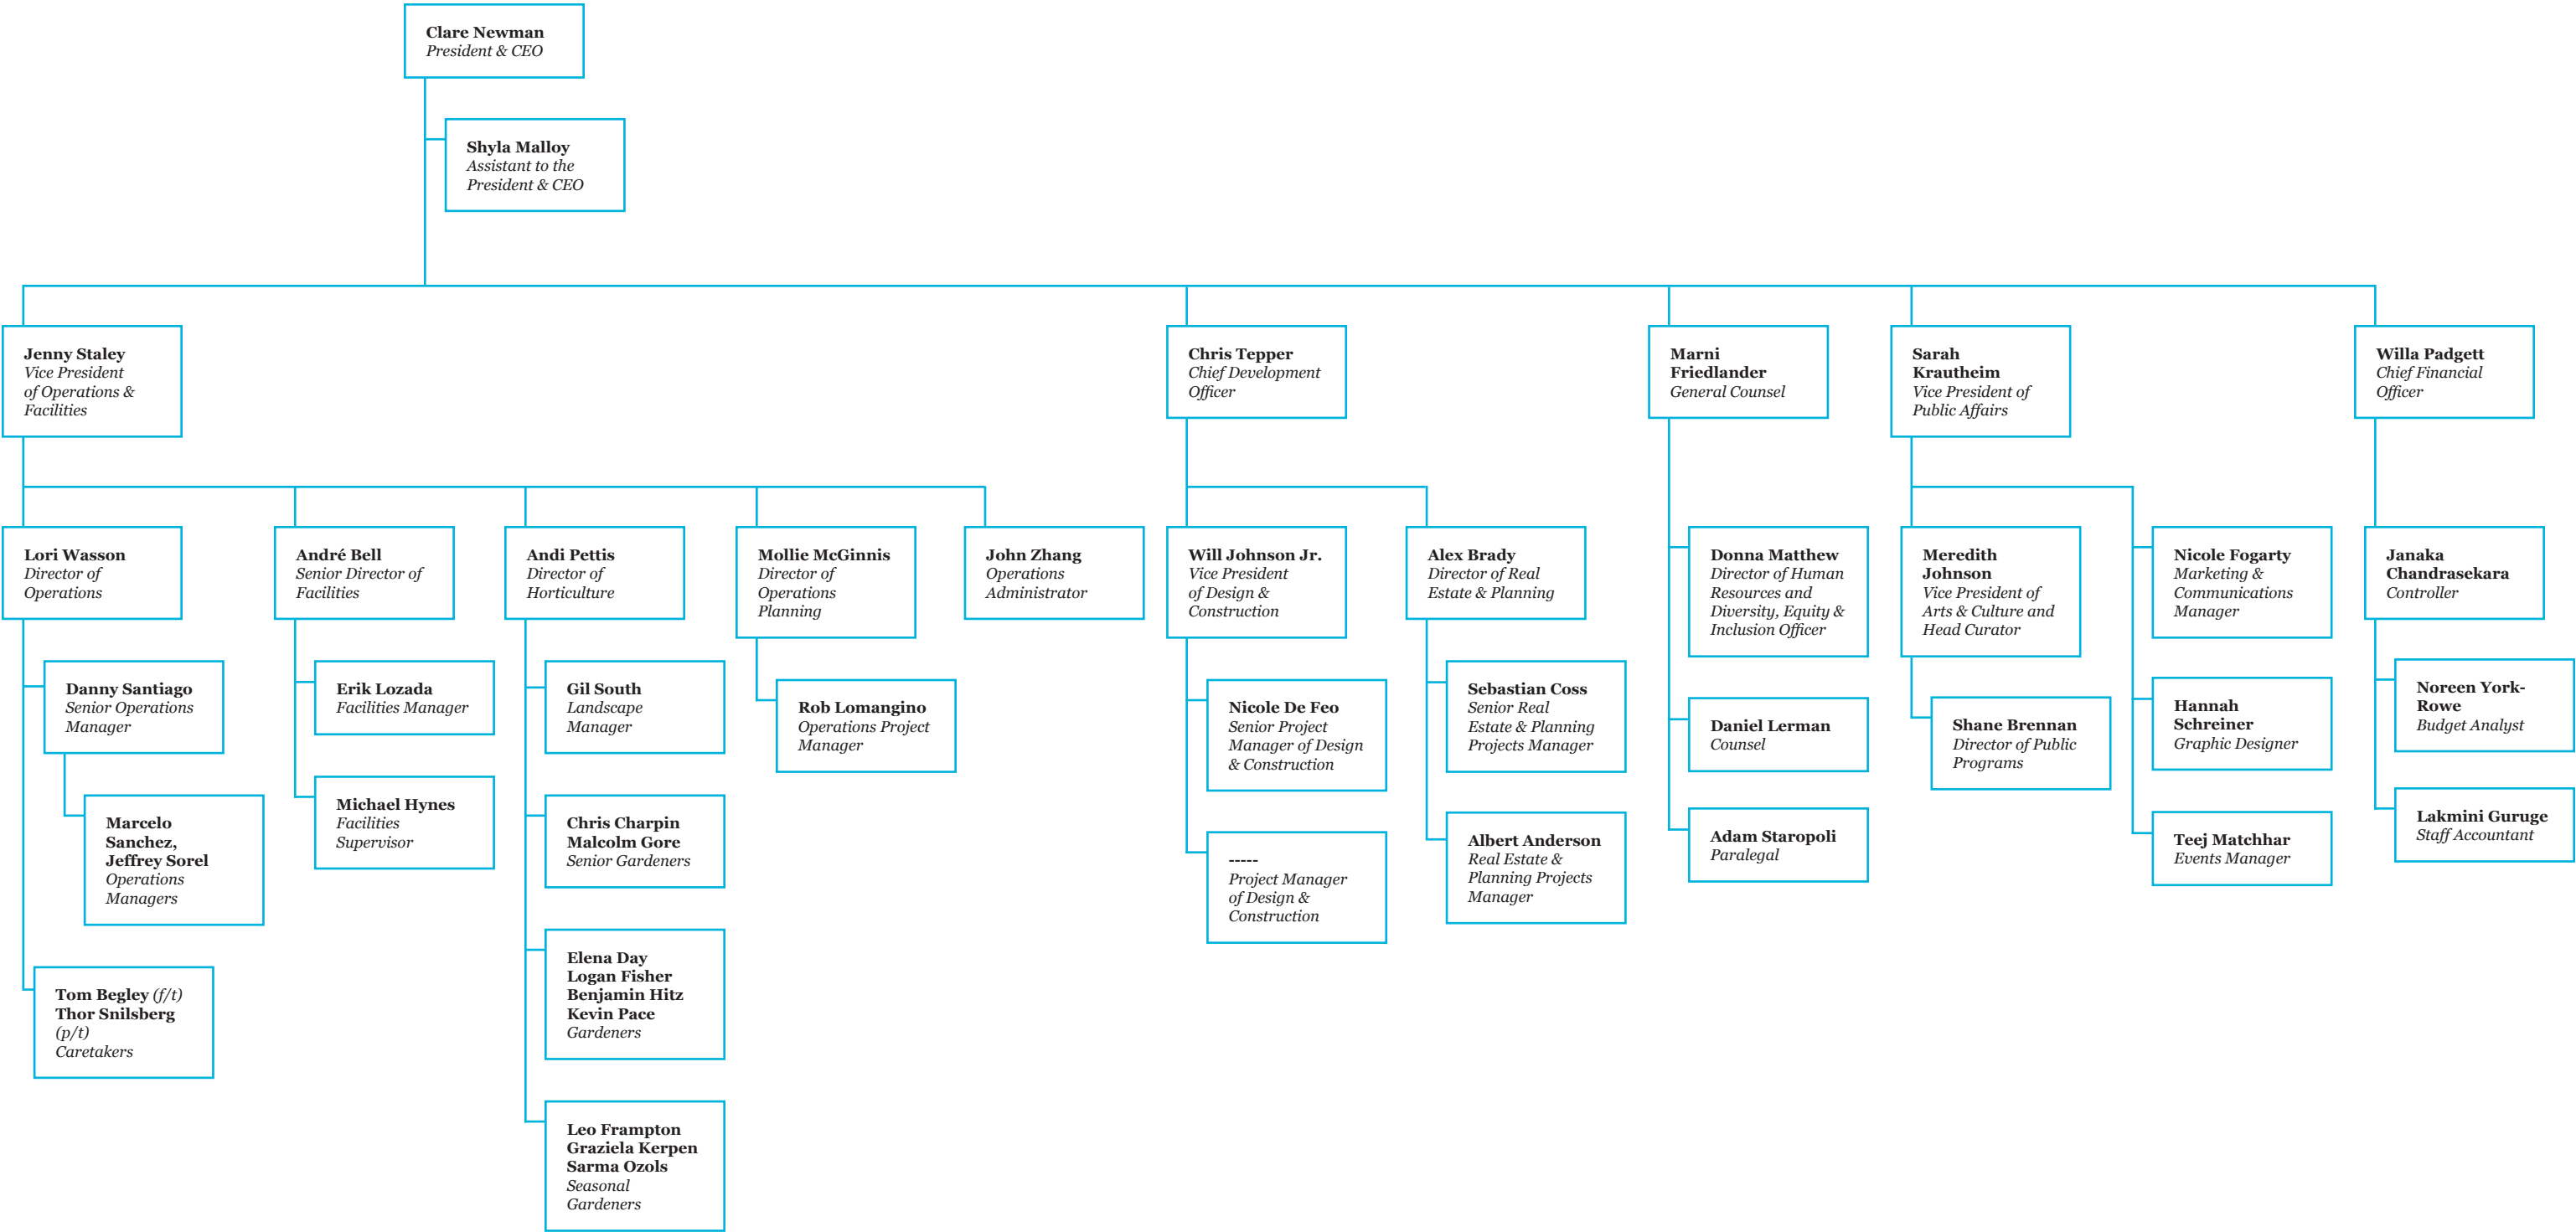 Clare Newman
President & CEO
Shyla Malloy
Assistant to the
President & CEO
Jenny Staley
Vice President
of Operations &
Facilities
Chris Tepper
Chief Development
Officer
Marni
Friedlander
General Counsel
Sarah
Krautheim
Vice President of
Public Affairs
Willa Padgett
Chief Financial
Officer
Lori Wasson
Director of
Operations
André Bell
Senior Director of
Facilities
Andi Pettis
Director of
Horticulture
Mollie McGinnis
Director of
Operations
Planning
John Zhang
Operations
Administrator
Will Johnson Jr.
Vice President
of Design &
Construction
Alex Brady
Director of Real
Estate & Planning
Donna Matthew
Director of Human
Resources and
Diversity, Equity &
Inclusion Officer
Meredith
Johnson
Vice President of
Arts & Culture and
Head Curator
Nicole Fogarty
Marketing &
Communications
Manager
Janaka
Chandrasekara
Controller
Danny Santiago
Senior Operations
Manager
Erik Lozada
Facilities Manager
Gil South
Landscape
Manager
Rob Lomangino
Operations Project
Manager
Nicole De Feo
Senior Project
Manager of Design
& Construction
Sebastian Coss
Senior Real
Estate & Planning
Projects Manager
Daniel Lerman
Counsel
Shane Brennan
Director of Public
Programs
Hannah
Schreiner
Graphic Designer
Noreen York-
Rowe
Budget Analyst
Marcelo
Sanchez,
Jeffrey Sorel
Operations
Managers
Michael Hynes
Facilities
Supervisor
Chris Charpin
Malcolm Gore
Senior Gardeners
-----
Project Manager
of Design &
Construction
Albert Anderson
Real Estate &
Planning Projects
Manager
Adam Staropoli
Paralegal
Teej Matchhar
Events Manager
Lakmini Guruge
Staff Accountant
Tom Begley (f/t)
Thor Snilsberg
(p/t)
Caretakers
Elena Day
Logan Fisher
Benjamin Hitz
Kevin Pace
Gardeners
Leo Frampton
Graziela Kerpen
Sarma Ozols
Seasonal
Gardeners